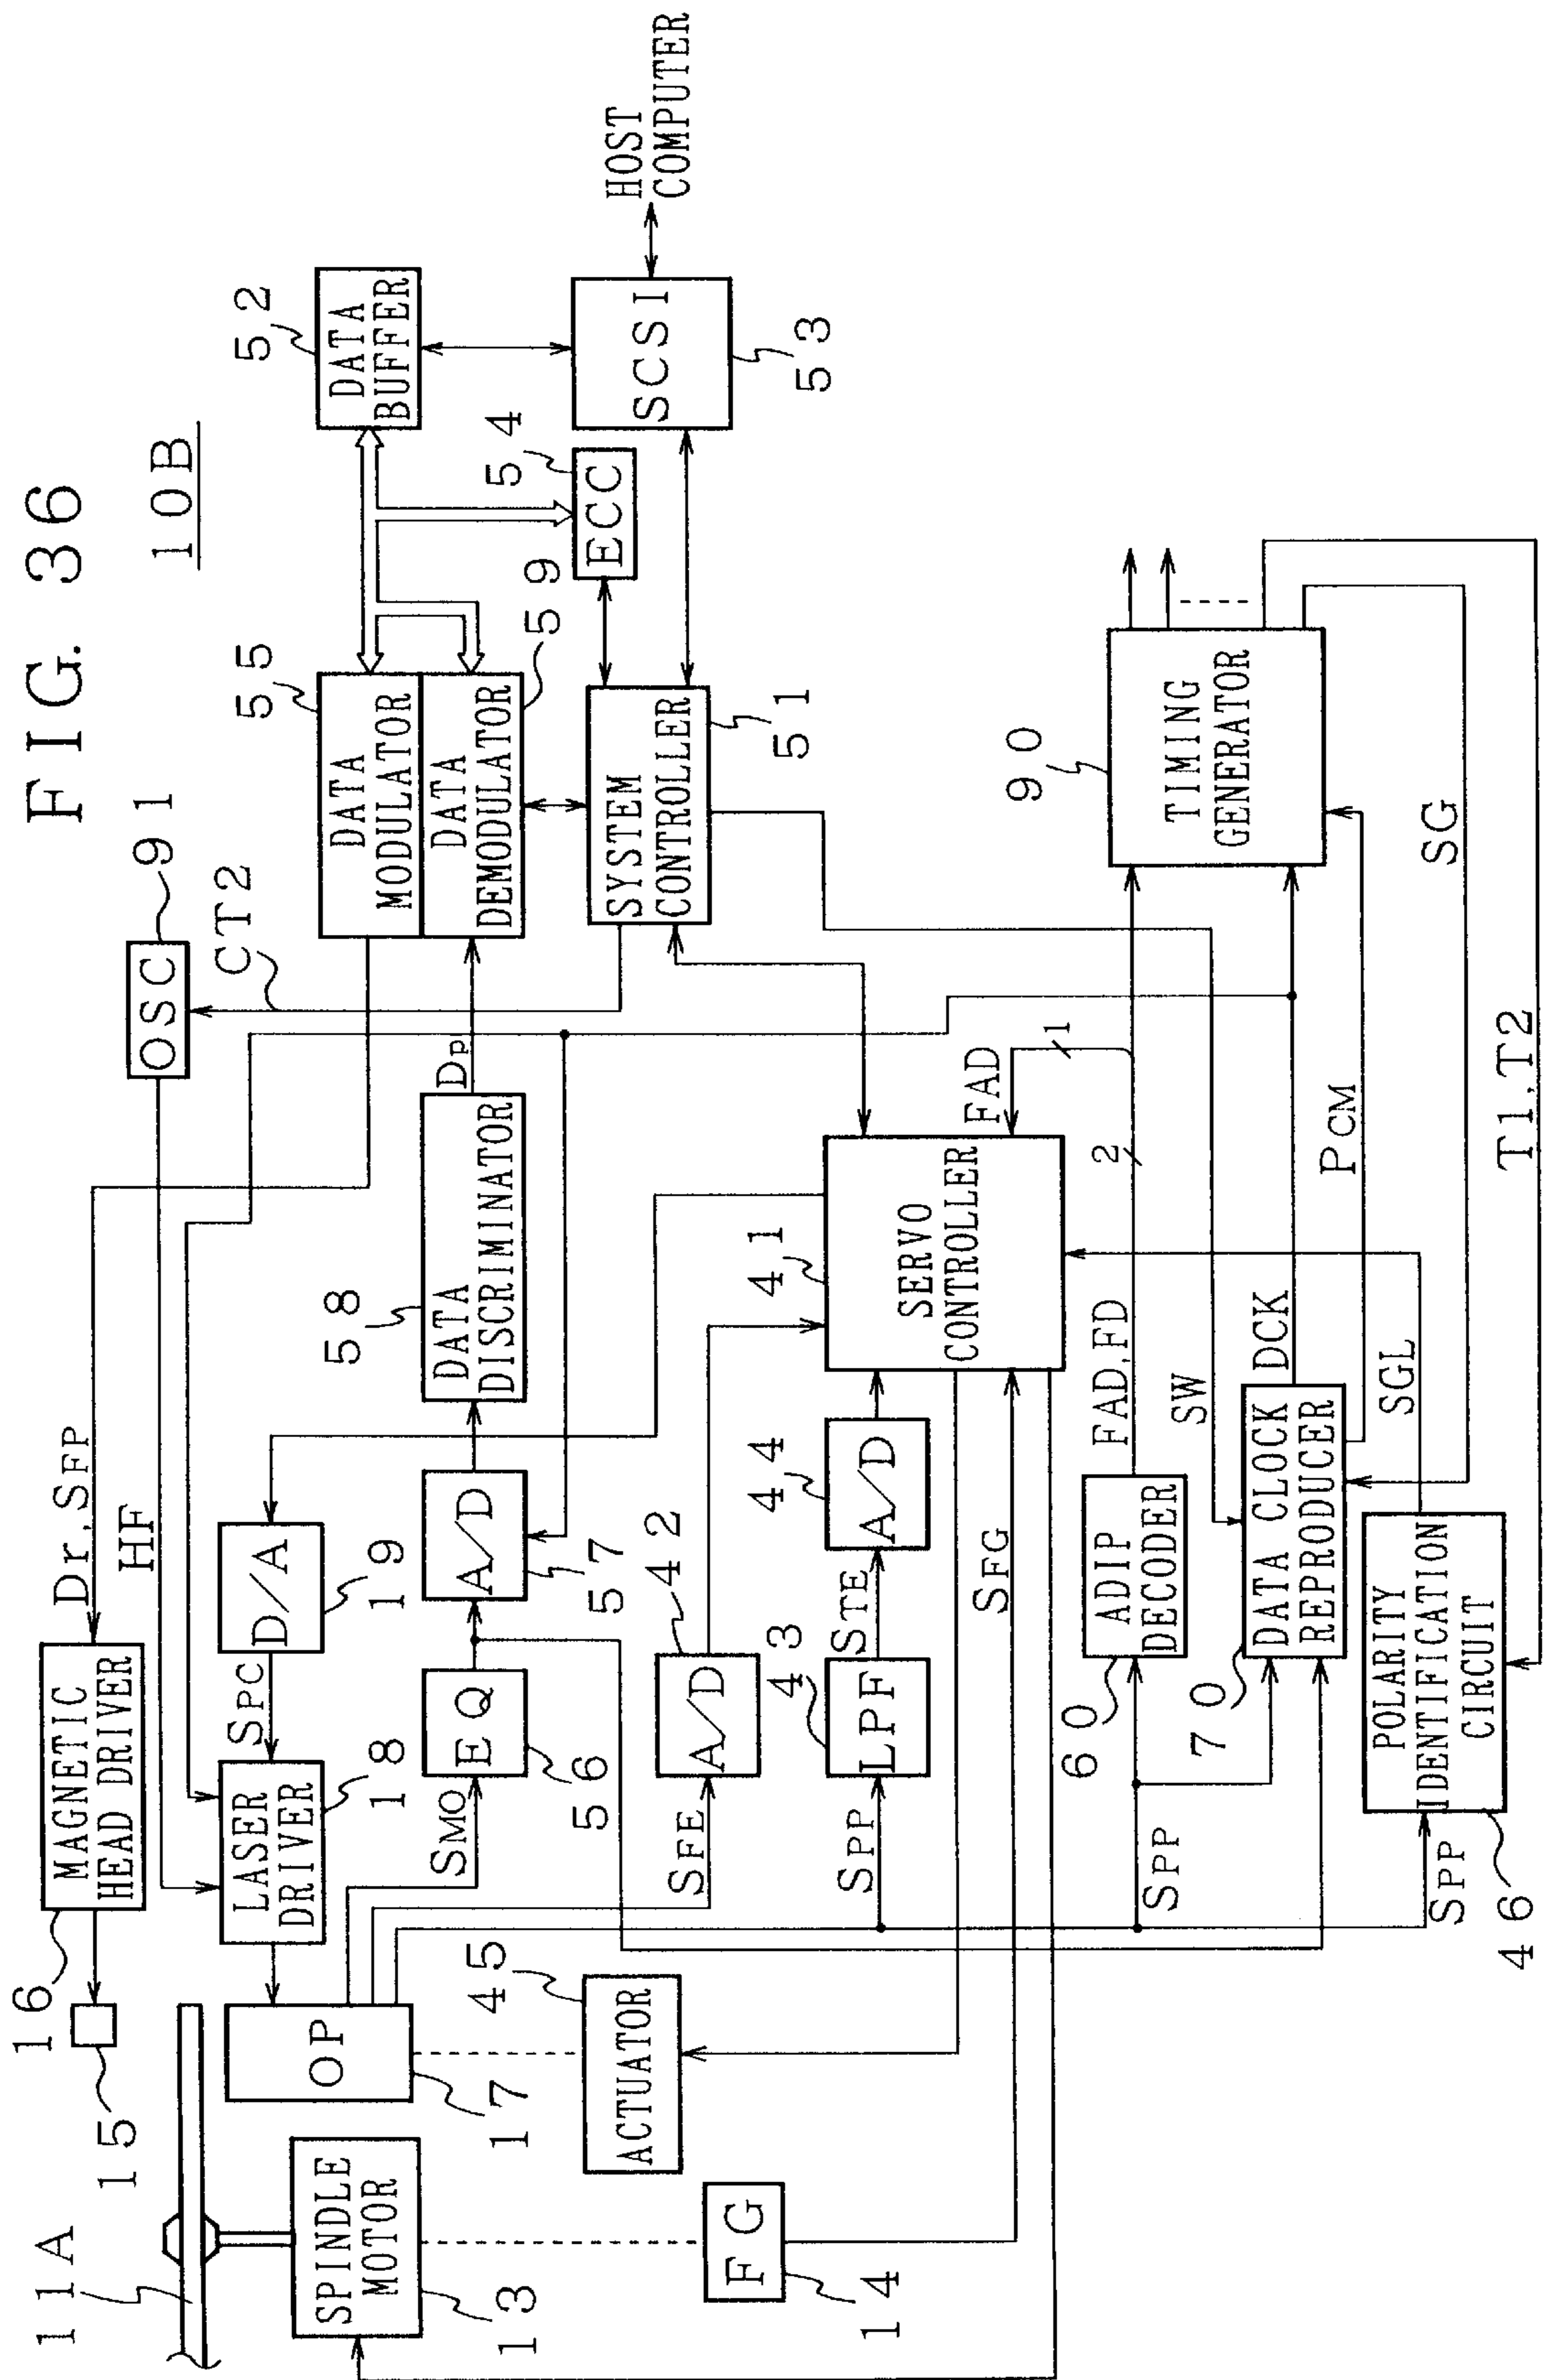 FIG. 36
10B
11A
15
16
MAGNETIC
HEAD DRIVER
Dr, SFP
HF
OSC
91
CT2
SPINDLE
MOTOR
13
OP
17
LASER
DRIVER
18
SPC
D/A
19
SMO
EQ
56
A/D
57
DATA
DISCRIMINATOR
58
DP
DATA
MODULATOR
55
DATA
DEMODULATOR
59
DATA
BUFFER
52
ECC
54
SCSI
53
HOST
COMPUTER
SYSTEM
CONTROLLER
51
ACTUATOR
45
FG
14
SFE
A/D
42
SPP
LPF
43
STE
A/D
44
SERVO
CONTROLLER
41
SFG
FAD
1
2
SPP
ADIP
DECODER
60
FAD, FD
SW
DATA CLOCK
REPRODUCER
70
DCK
PCM
TIMING
GENERATOR
90
SG
SPP
POLARITY
IDENTIFICATION
CIRCUIT
46
SGL
T1, T2